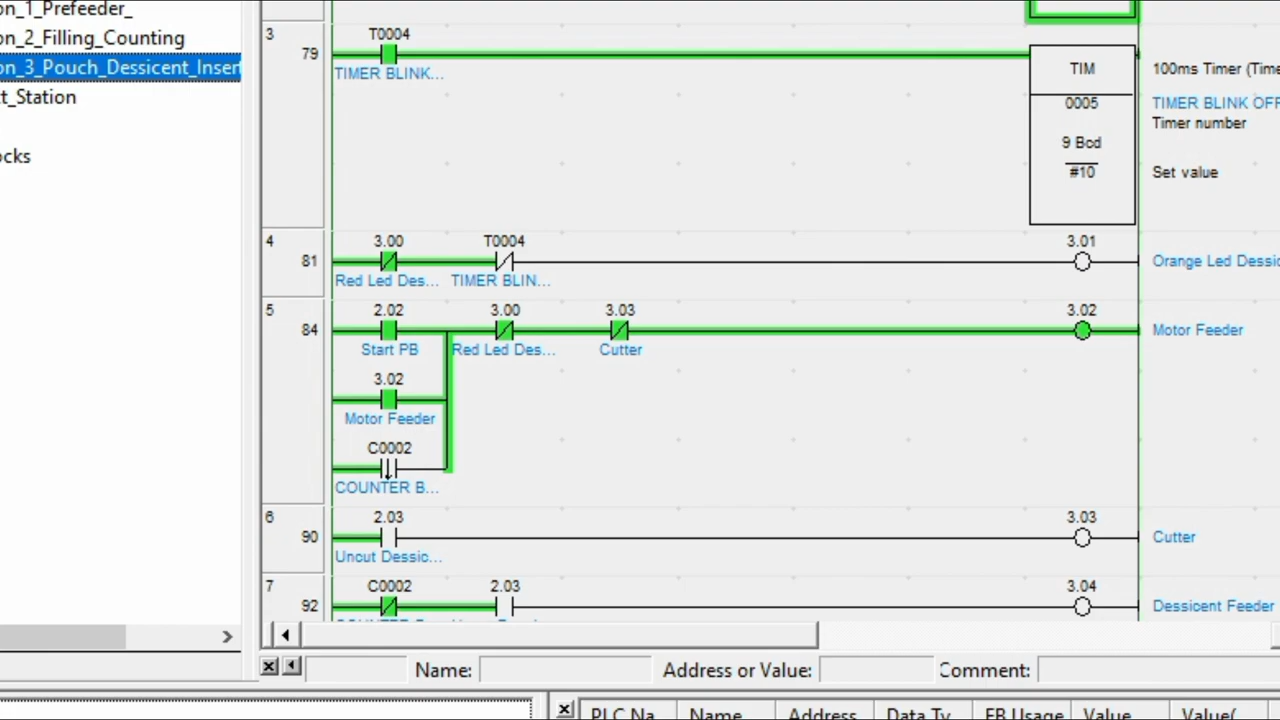 on_1_Prefeeder_
on_2_Filling_Counting
on_3_Pouch_Dessicent_Insert
t_Station
ocks
3
79
T0004
TIMER BLINK...
TIM
0005
9 Bcd
#10
100ms Timer (Time
TIMER BLINK OFF
Timer number
Set value
4
81
3.00
Red Led Des...
T0004
TIMER BLIN...
3.01
Orange Led Dessic
5
84
2.02
Start PB
3.00
Red Led Des...
3.03
Cutter
3.02
Motor Feeder
3.02
Motor Feeder
C0002
COUNTER B...
6
90
2.03
Uncut Dessic...
3.03
Cutter
7
92
C0002
2.03
3.04
Dessicent Feeder
Name:
Address or Value:
Comment:
PLC Na
Name
Address
Data Ty
FB Usage
Value
Value(